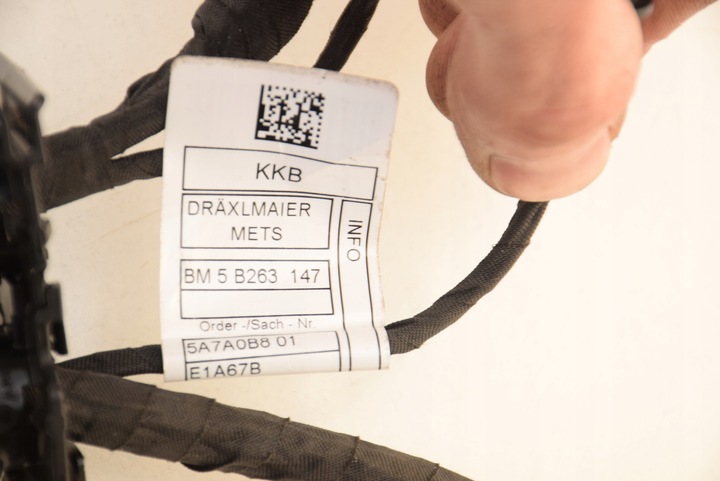 KKB
DRÄXLMAIER
METS
INFO
BM 5 B263 147
Order -/Sach - Nr.
5A7A0B8 01
E1A67B